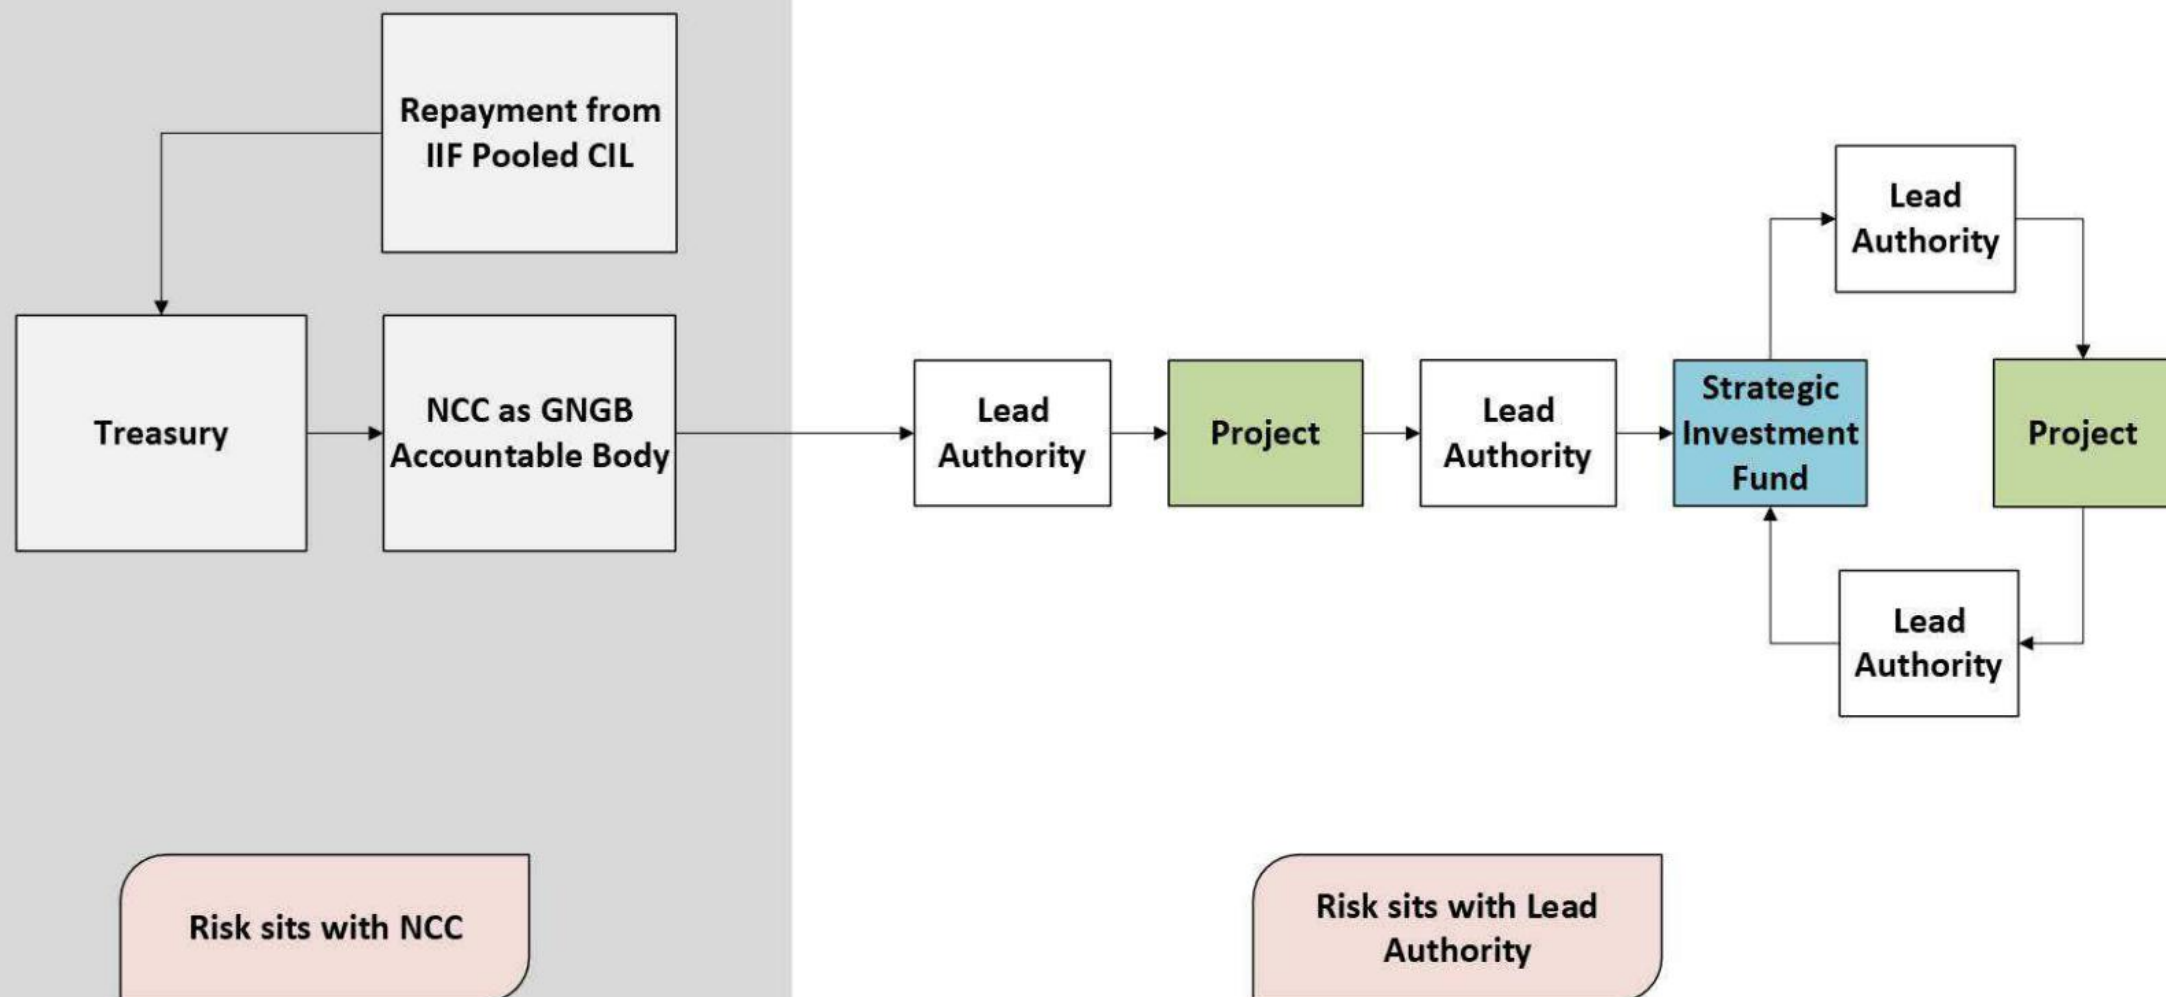 Repayment from
IIF Pooled CIL
Treasury
NCC as GNGB
Accountable Body
Lead
Authority
Project
Lead
Authority
Strategic
Investment
Fund
Lead
Authority
Project
Lead
Authority
Risk sits with NCC
Risk sits with Lead
Authority